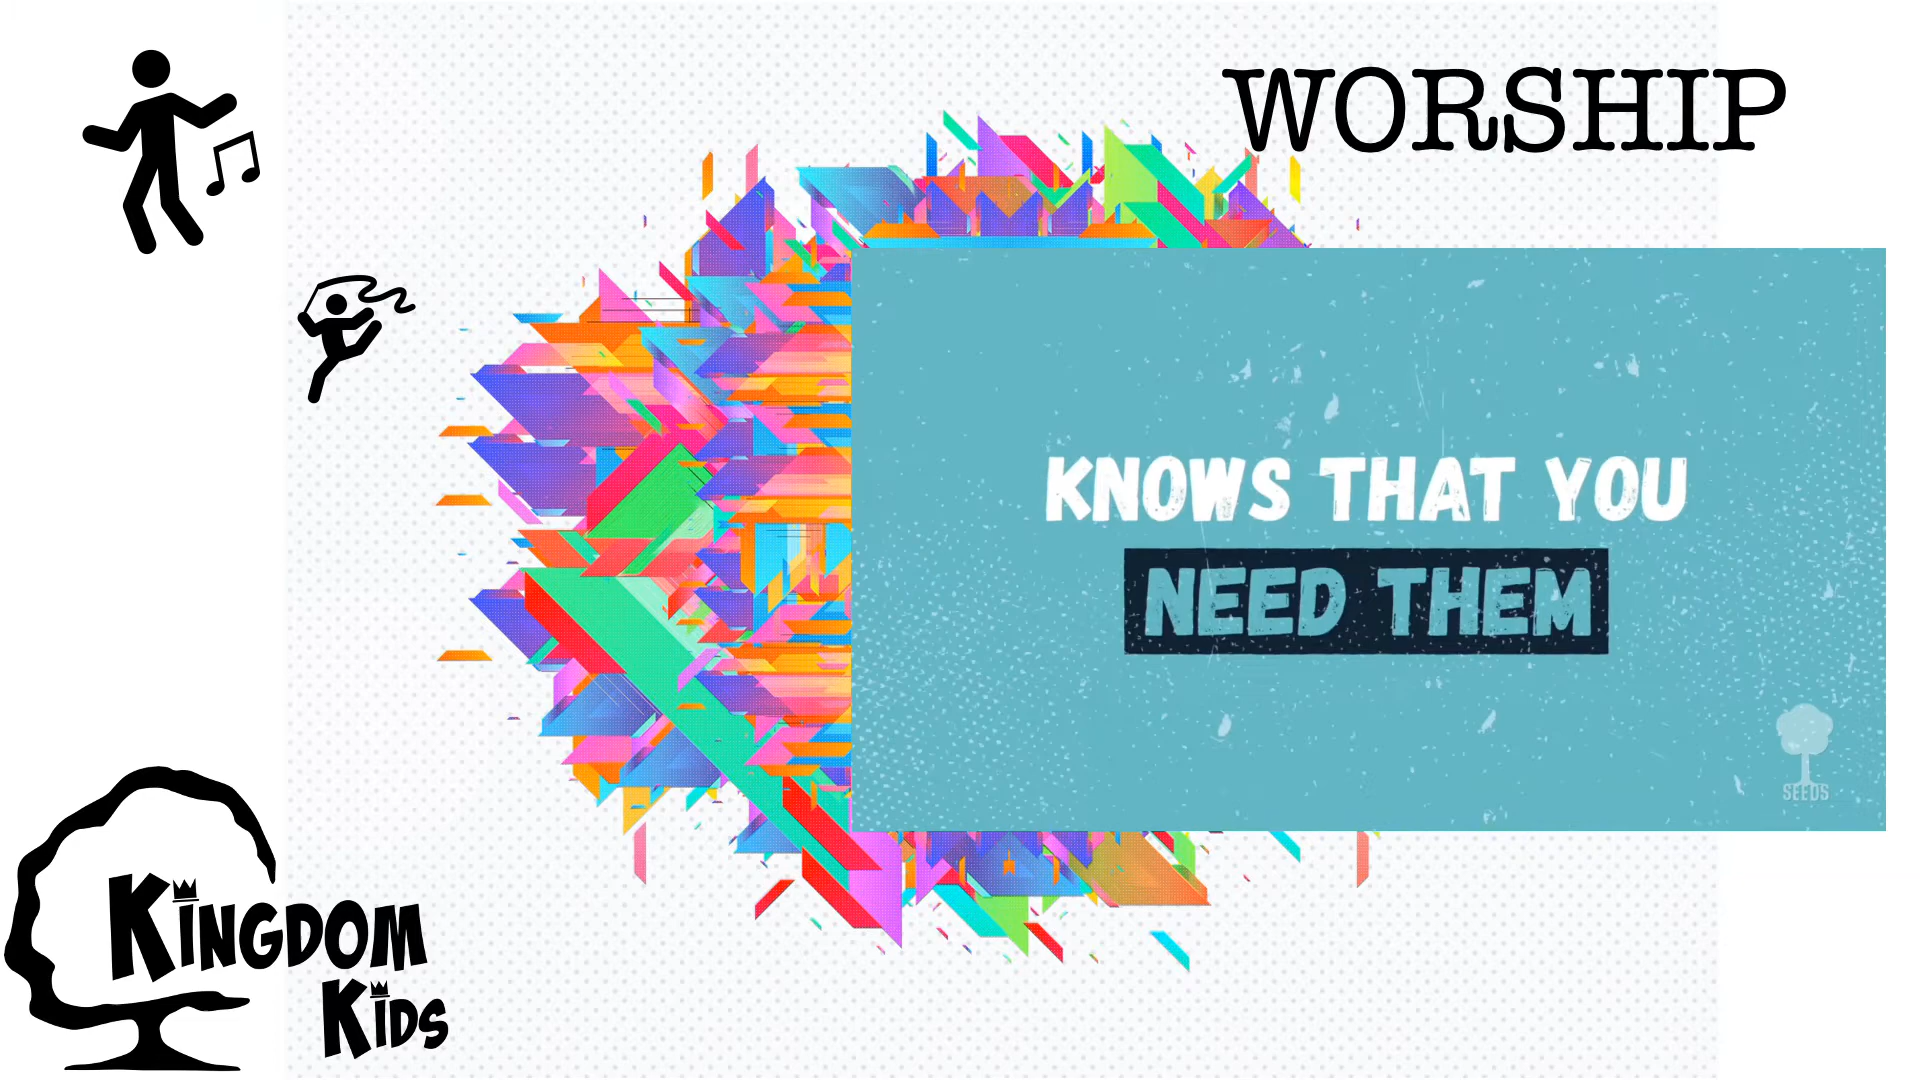 WORSHIP
KNOWS THAT YOU
NEED THEM
SEEDS
KINGDOM
KIDS